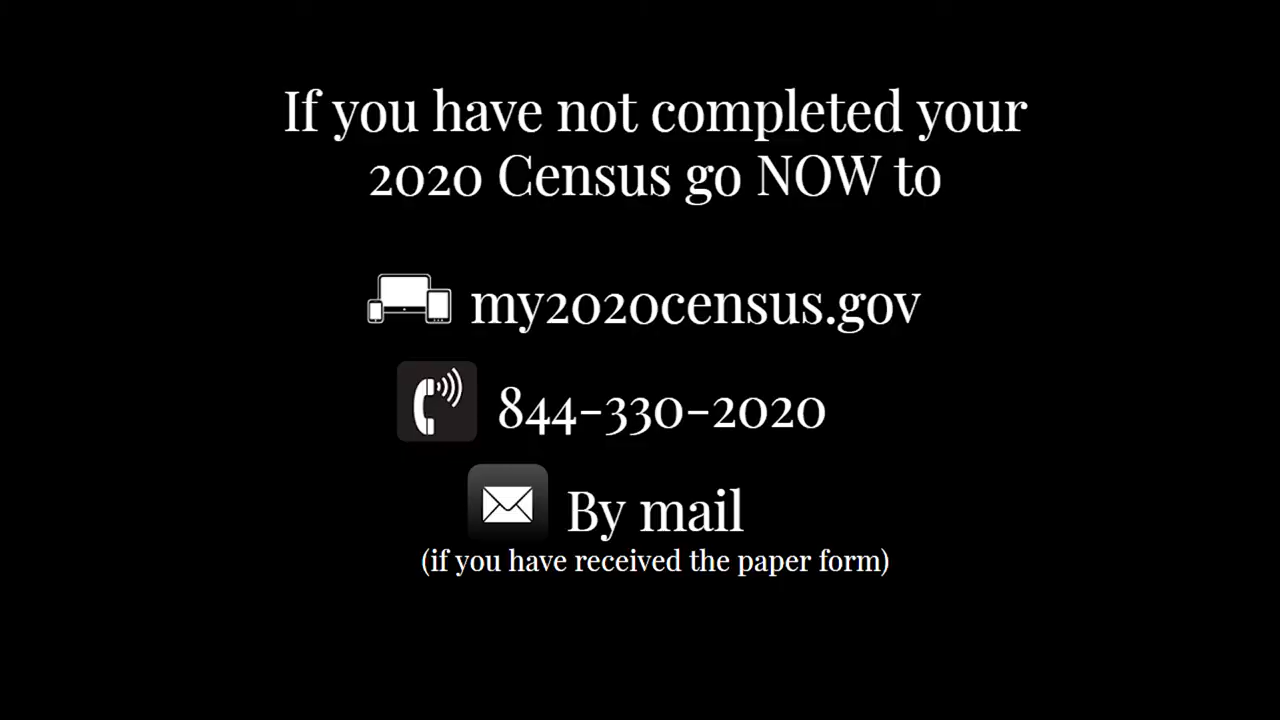 If you have not completed your
2020 Census go NOW to
my2020census.gov
844-330-2020
By mail
(if you have received the paper form)